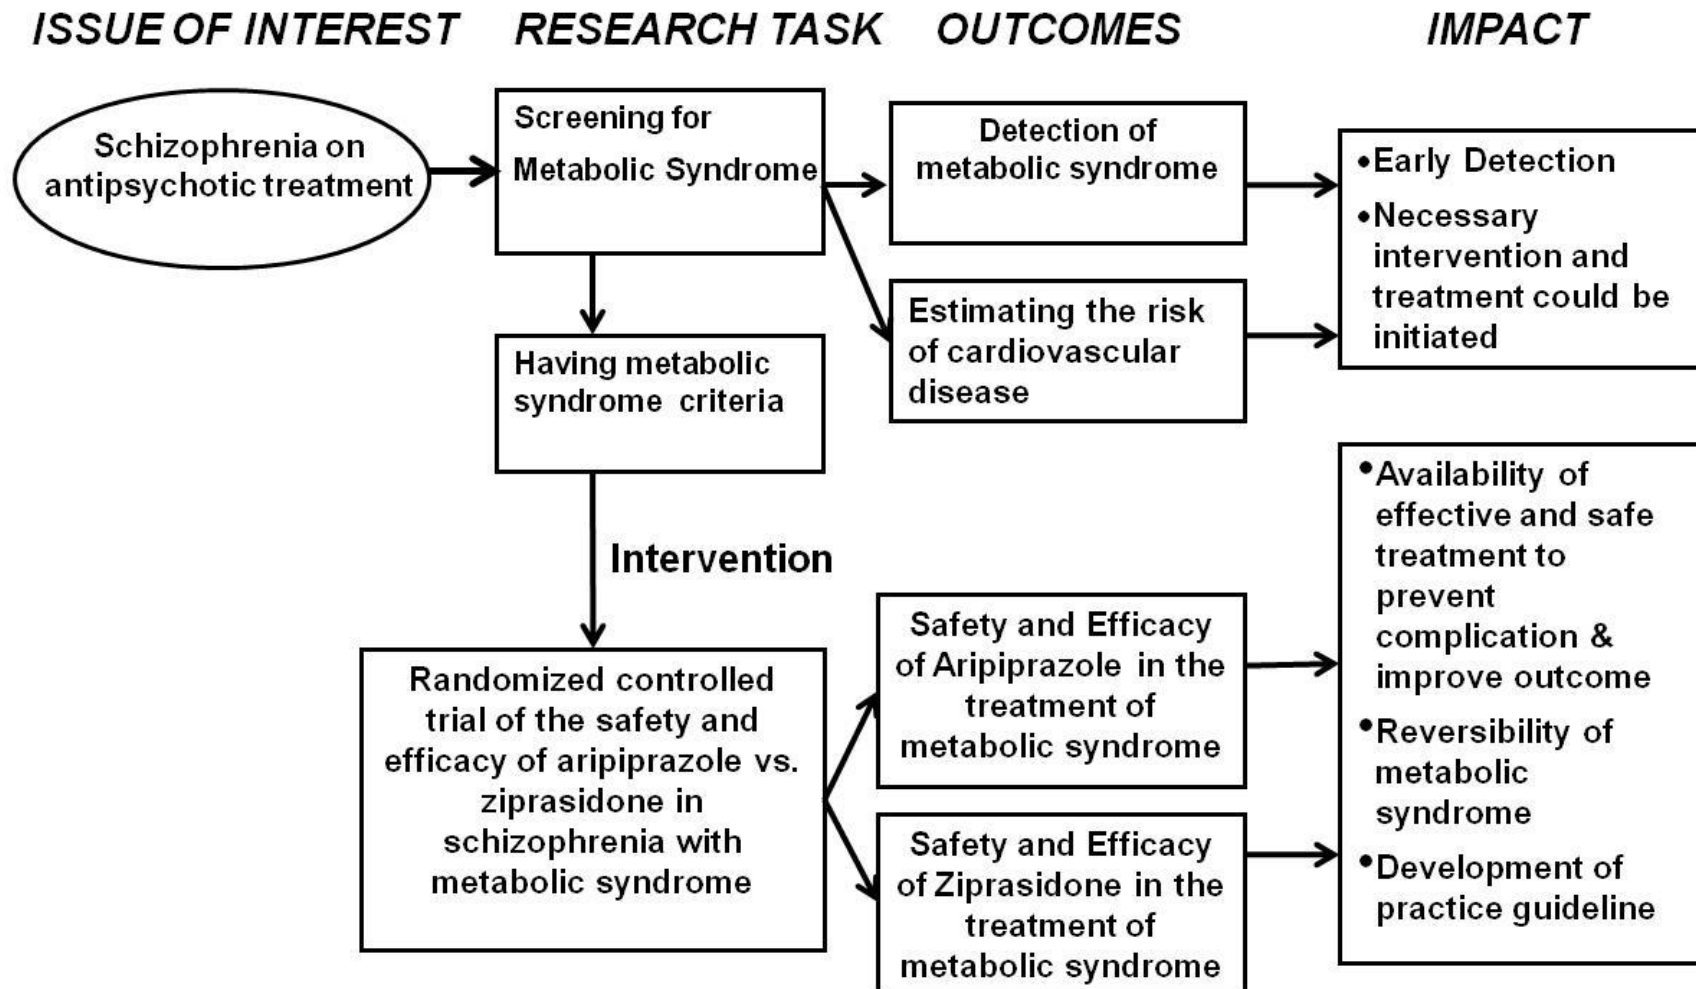 ISSUE OF INTEREST
RESEARCH TASK
OUTCOMES
IMPACT
Schizophrenia on
antipsychotic treatment
Screening for
Metabolic Syndrome
Detection of
metabolic syndrome
Estimating the risk
of cardiovascular
disease
•Early Detection
•Necessary
intervention and
treatment could be
initiated
Having metabolic
syndrome criteria
Intervention
Randomized controlled
trial of the safety and
efficacy of aripiprazole vs.
ziprasidone in
schizophrenia with
metabolic syndrome
Safety and Efficacy
of Aripiprazole in the
treatment of
metabolic syndrome
Safety and Efficacy
of Ziprasidone in the
treatment of
metabolic syndrome
•Availability of
effective and safe
treatment to
prevent
complication &
improve outcome
•Reversibility of
metabolic
syndrome
•Development of
practice guideline